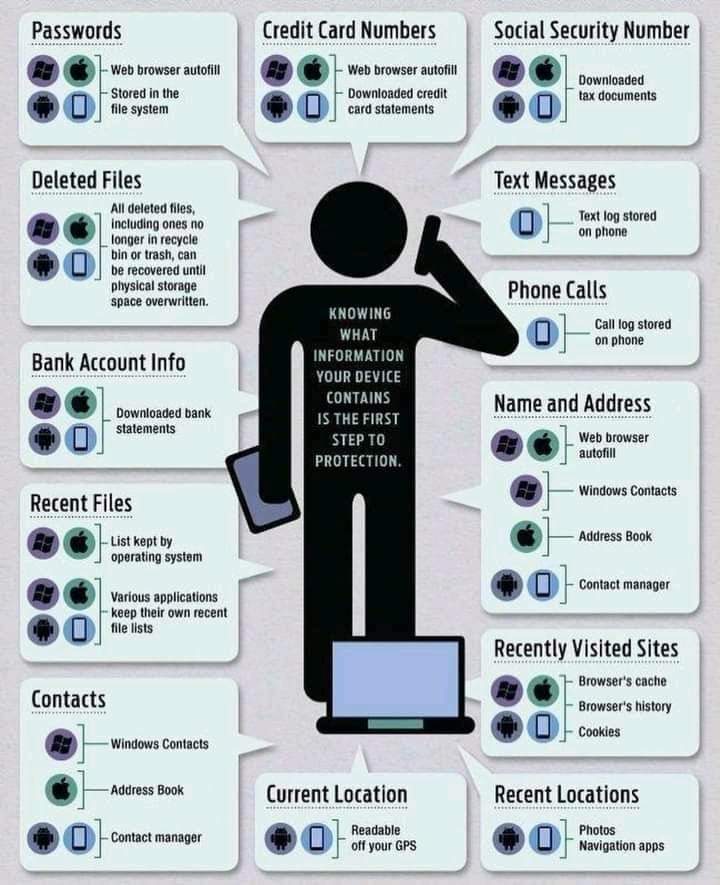 Passwords
Web browser autofill
Stored in the
file system
Credit Card Numbers
Web browser autofill
Downloaded credit
card statements
Social Security Number
Downloaded
tax documents
Deleted Files
All deleted files,
including ones no
longer in recycle
bin or trash, can
be recovered until
physical storage
space overwritten.
Text Messages
Text log stored
on phone
Phone Calls
Call log stored
on phone
KNOWING
WHAT
INFORMATION
YOUR DEVICE
CONTAINS
IS THE FIRST
STEP TO
PROTECTION.
Bank Account Info
Downloaded bank
statements
Name and Address
Web browser
autofill
Windows Contacts
Address Book
Contact manager
Recent Files
List kept by
operating system
Various applications
keep their own recent
file lists
Recently Visited Sites
Browser's cache
Browser's history
Cookies
Contacts
Windows Contacts
Address Book
Contact manager
Current Location
Readable
off your GPS
Recent Locations
Photos
Navigation apps